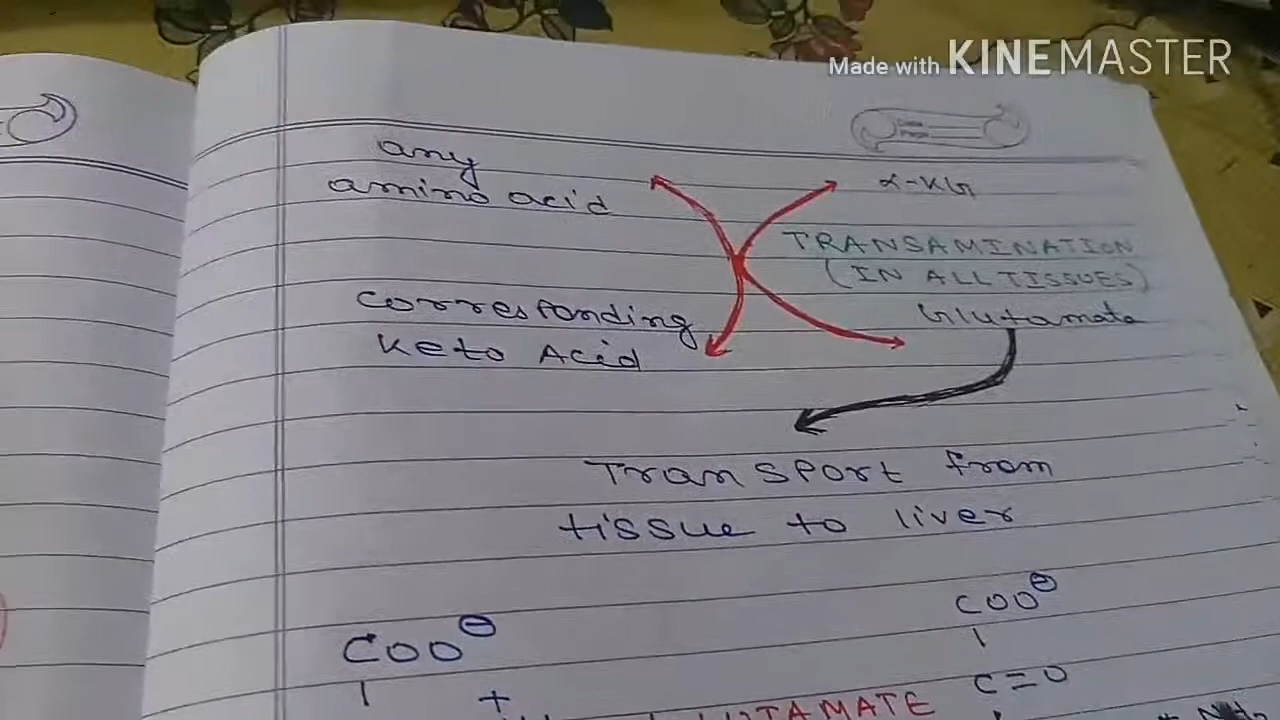 Made with KINEMASTER
any
amino acid
α-KG
TRANSAMINATION
(IN ALL TISSUES)
corresponding
Keto Acid
Glutamate
Transport from
tissue to liver
COO⊖
COO⊖
+
C=O